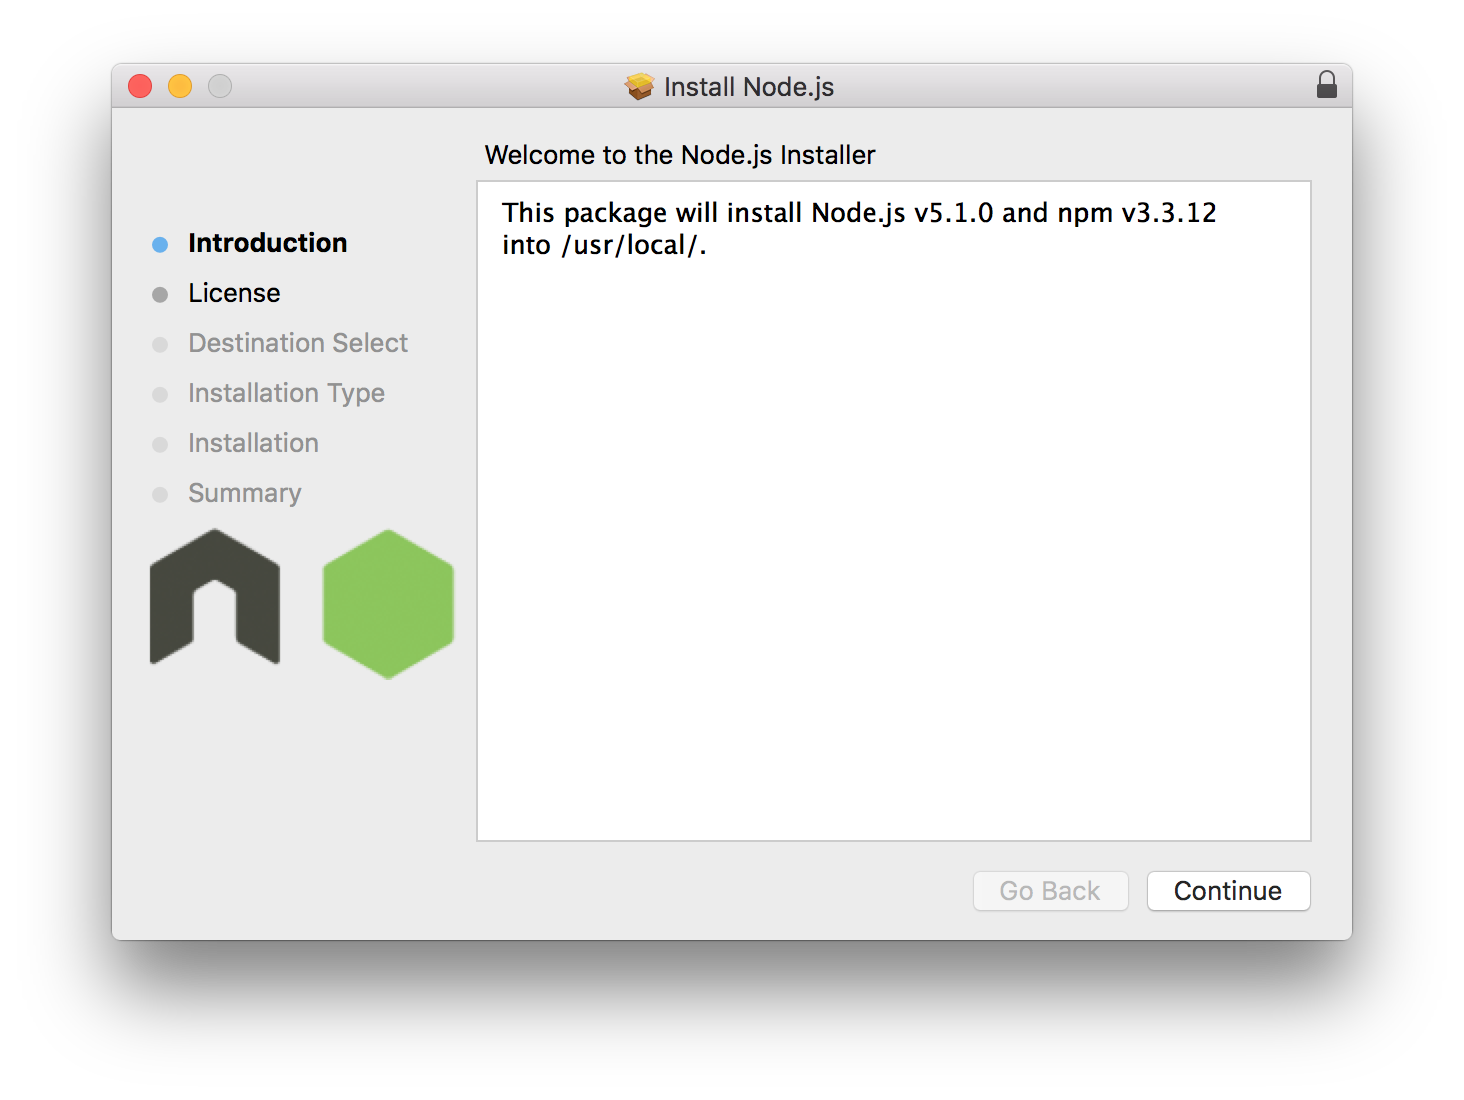 Install Node.js
Welcome to the Node.js Installer
Introduction
License
Destination Select
Installation Type
Installation
Summary
This package will install Node.js v5.1.0 and npm v3.3.12
into /usr/local/.
Go Back
Continue